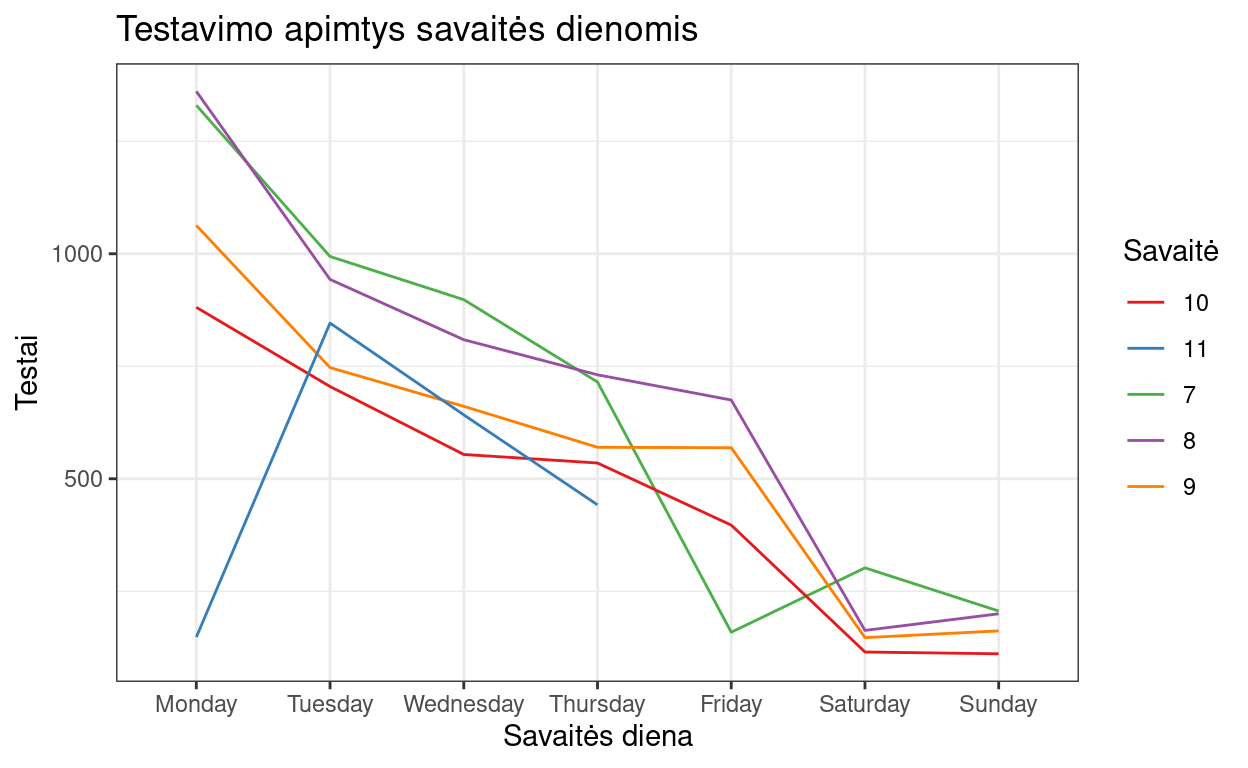 Testavimo apimtys savaitės dienomis
Testai
1000
500
Monday
Tuesday
Wednesday
Thursday
Friday
Saturday
Sunday
Savaitės diena
Savaitė
10
11
7
8
9